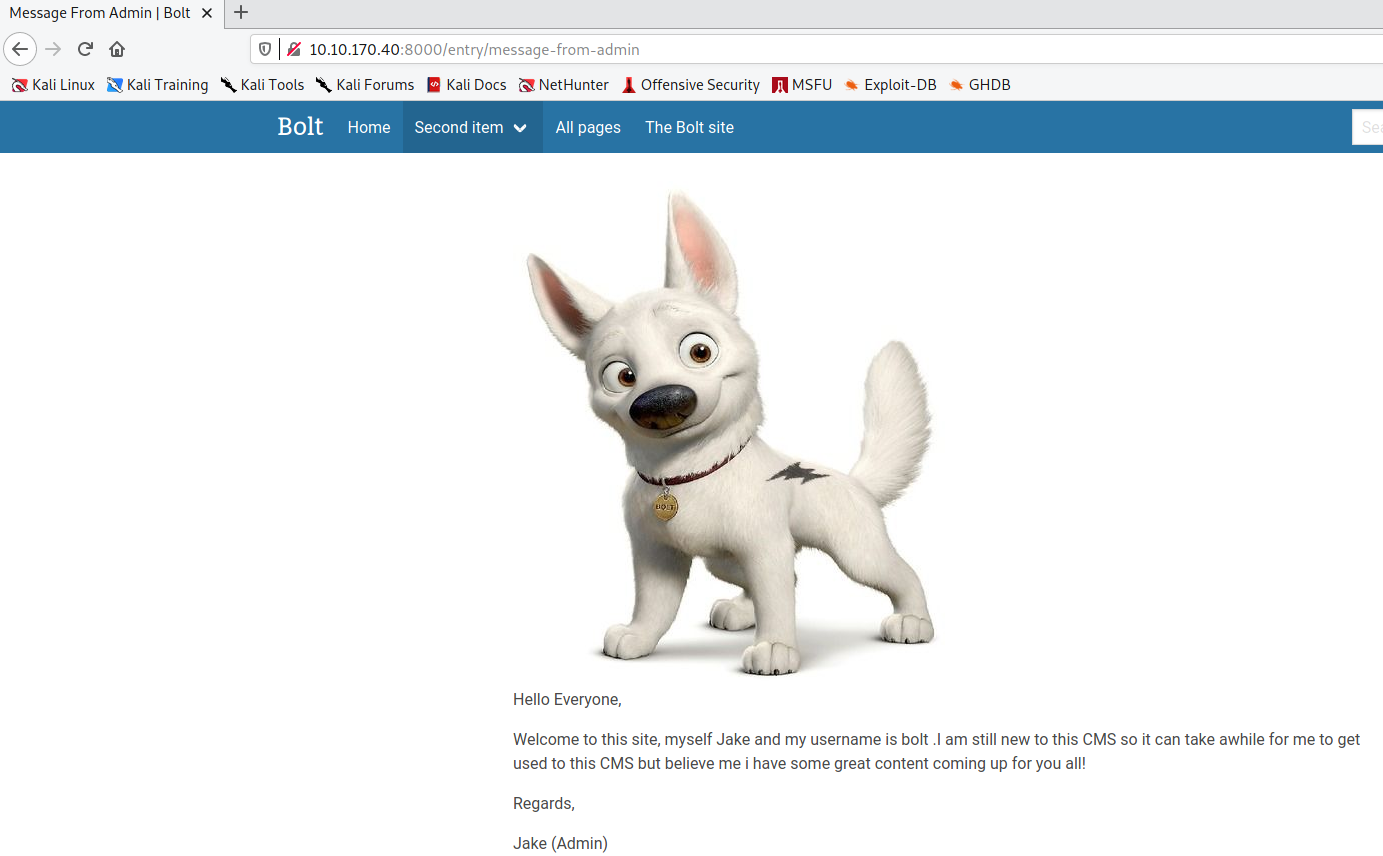 Message From Admin | Bolt
10.10.170.40:8000/entry/message-from-admin
Kali Linux Kali Training Kali Tools Kali Forums Kali Docs NetHunter Offensive Security MSFU Exploit-DB GHDB
Bolt Home Second item All pages The Bolt site Sea
BOLT
Hello Everyone,
Welcome to this site, myself Jake and my username is bolt .I am still new to this CMS so it can take awhile for me to get
used to this CMS but believe me i have some great content coming up for you all!
Regards,
Jake (Admin)